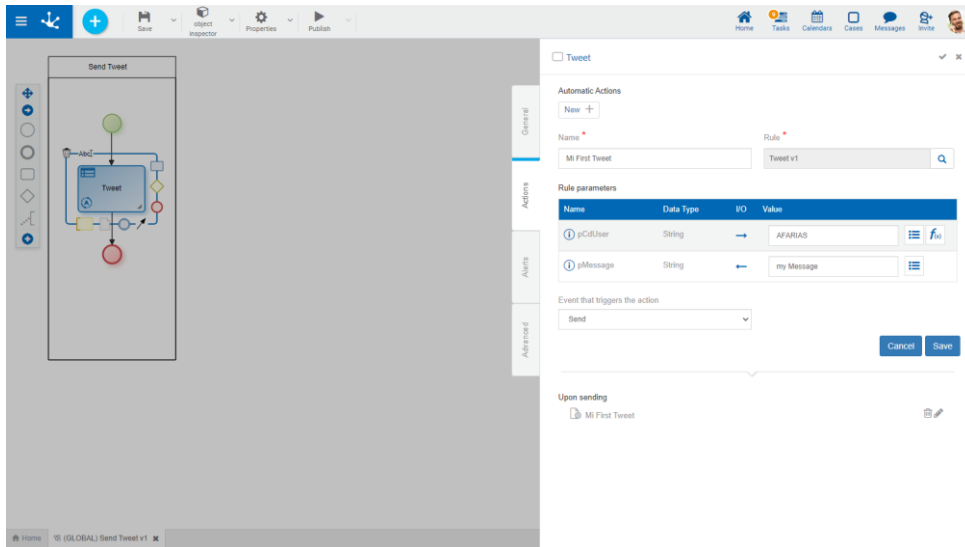 Save
object inspector
Properties
Publish
Home
Tasks
Calendars
Cases
Messages
Invite
Send Tweet
Abc
Tweet
General
Actions
Alerts
Advanced
Tweet
Automatic Actions
New +
Name *
Rule *
Mi First Tweet
Tweet v1
Rule parameters
Name Data Type I/O Value
pCdUser String AFARIAS
f(x)
pMessage String my Message
Event that triggers the action
Send
Cancel Save
Upon sending
Mi First Tweet
Home (GLOBAL) Send Tweet v1